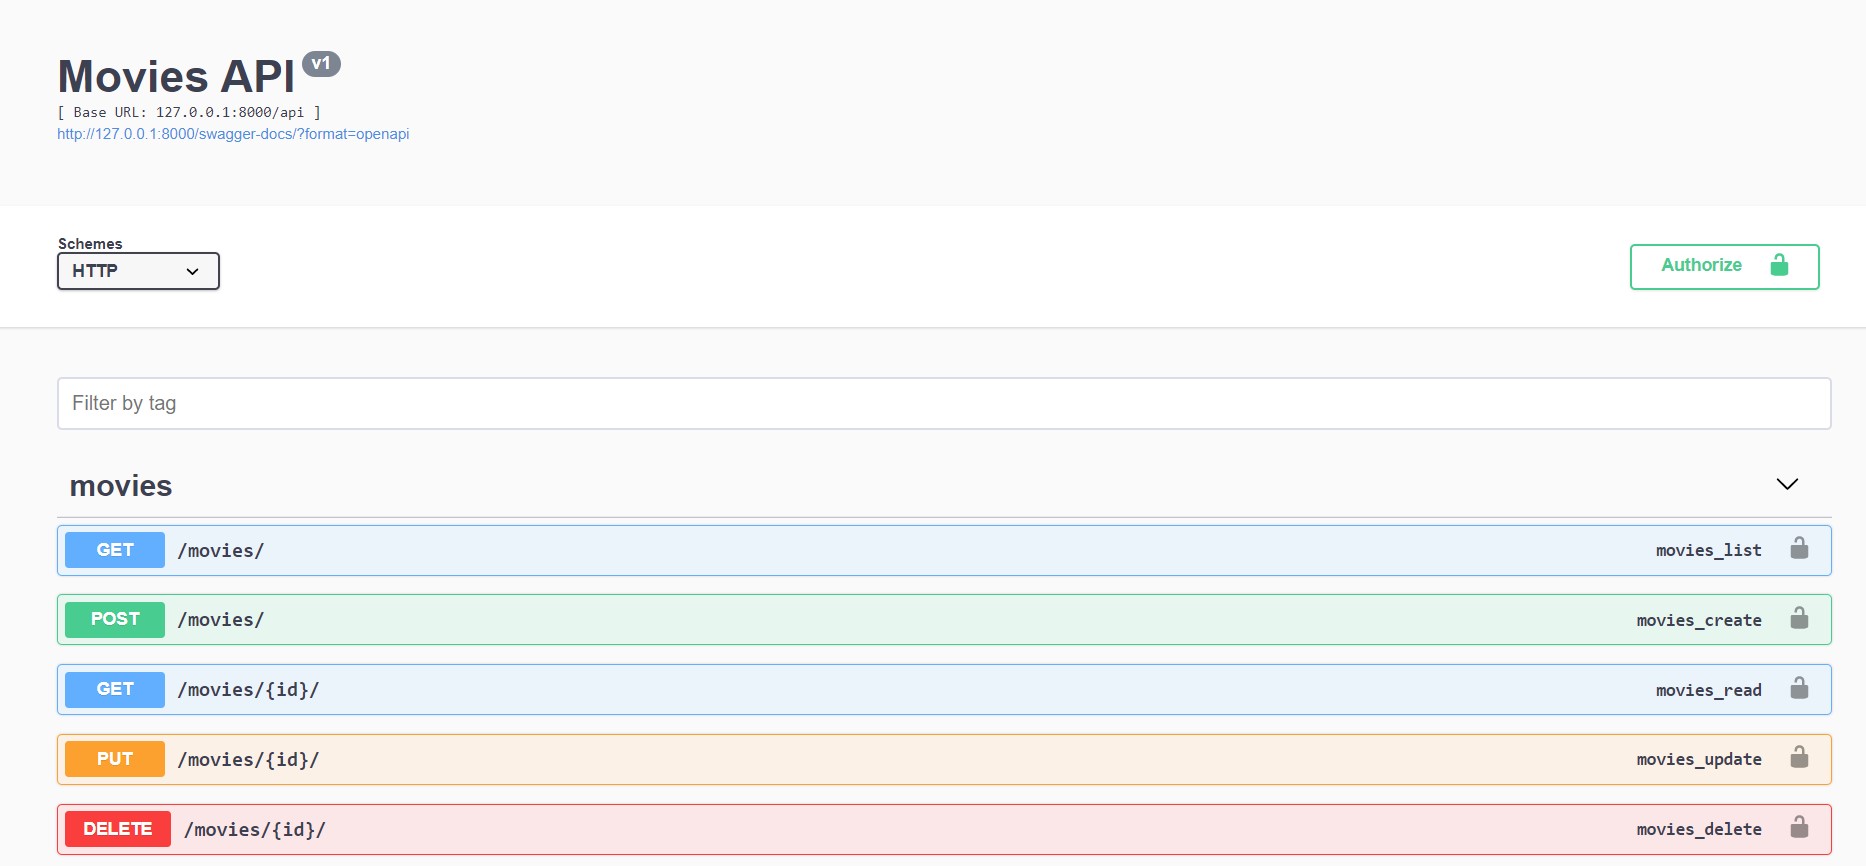 Movies API v1
[ Base URL: 127.0.0.1:8000/api ]
http://127.0.0.1:8000/swagger-docs/?format=openapi
Schemes
HTTP
Authorize
Filter by tag
movies
GET /movies/ movies_list
POST /movies/ movies_create
GET /movies/{id}/ movies_read
PUT /movies/{id}/ movies_update
DELETE /movies/{id}/ movies_delete